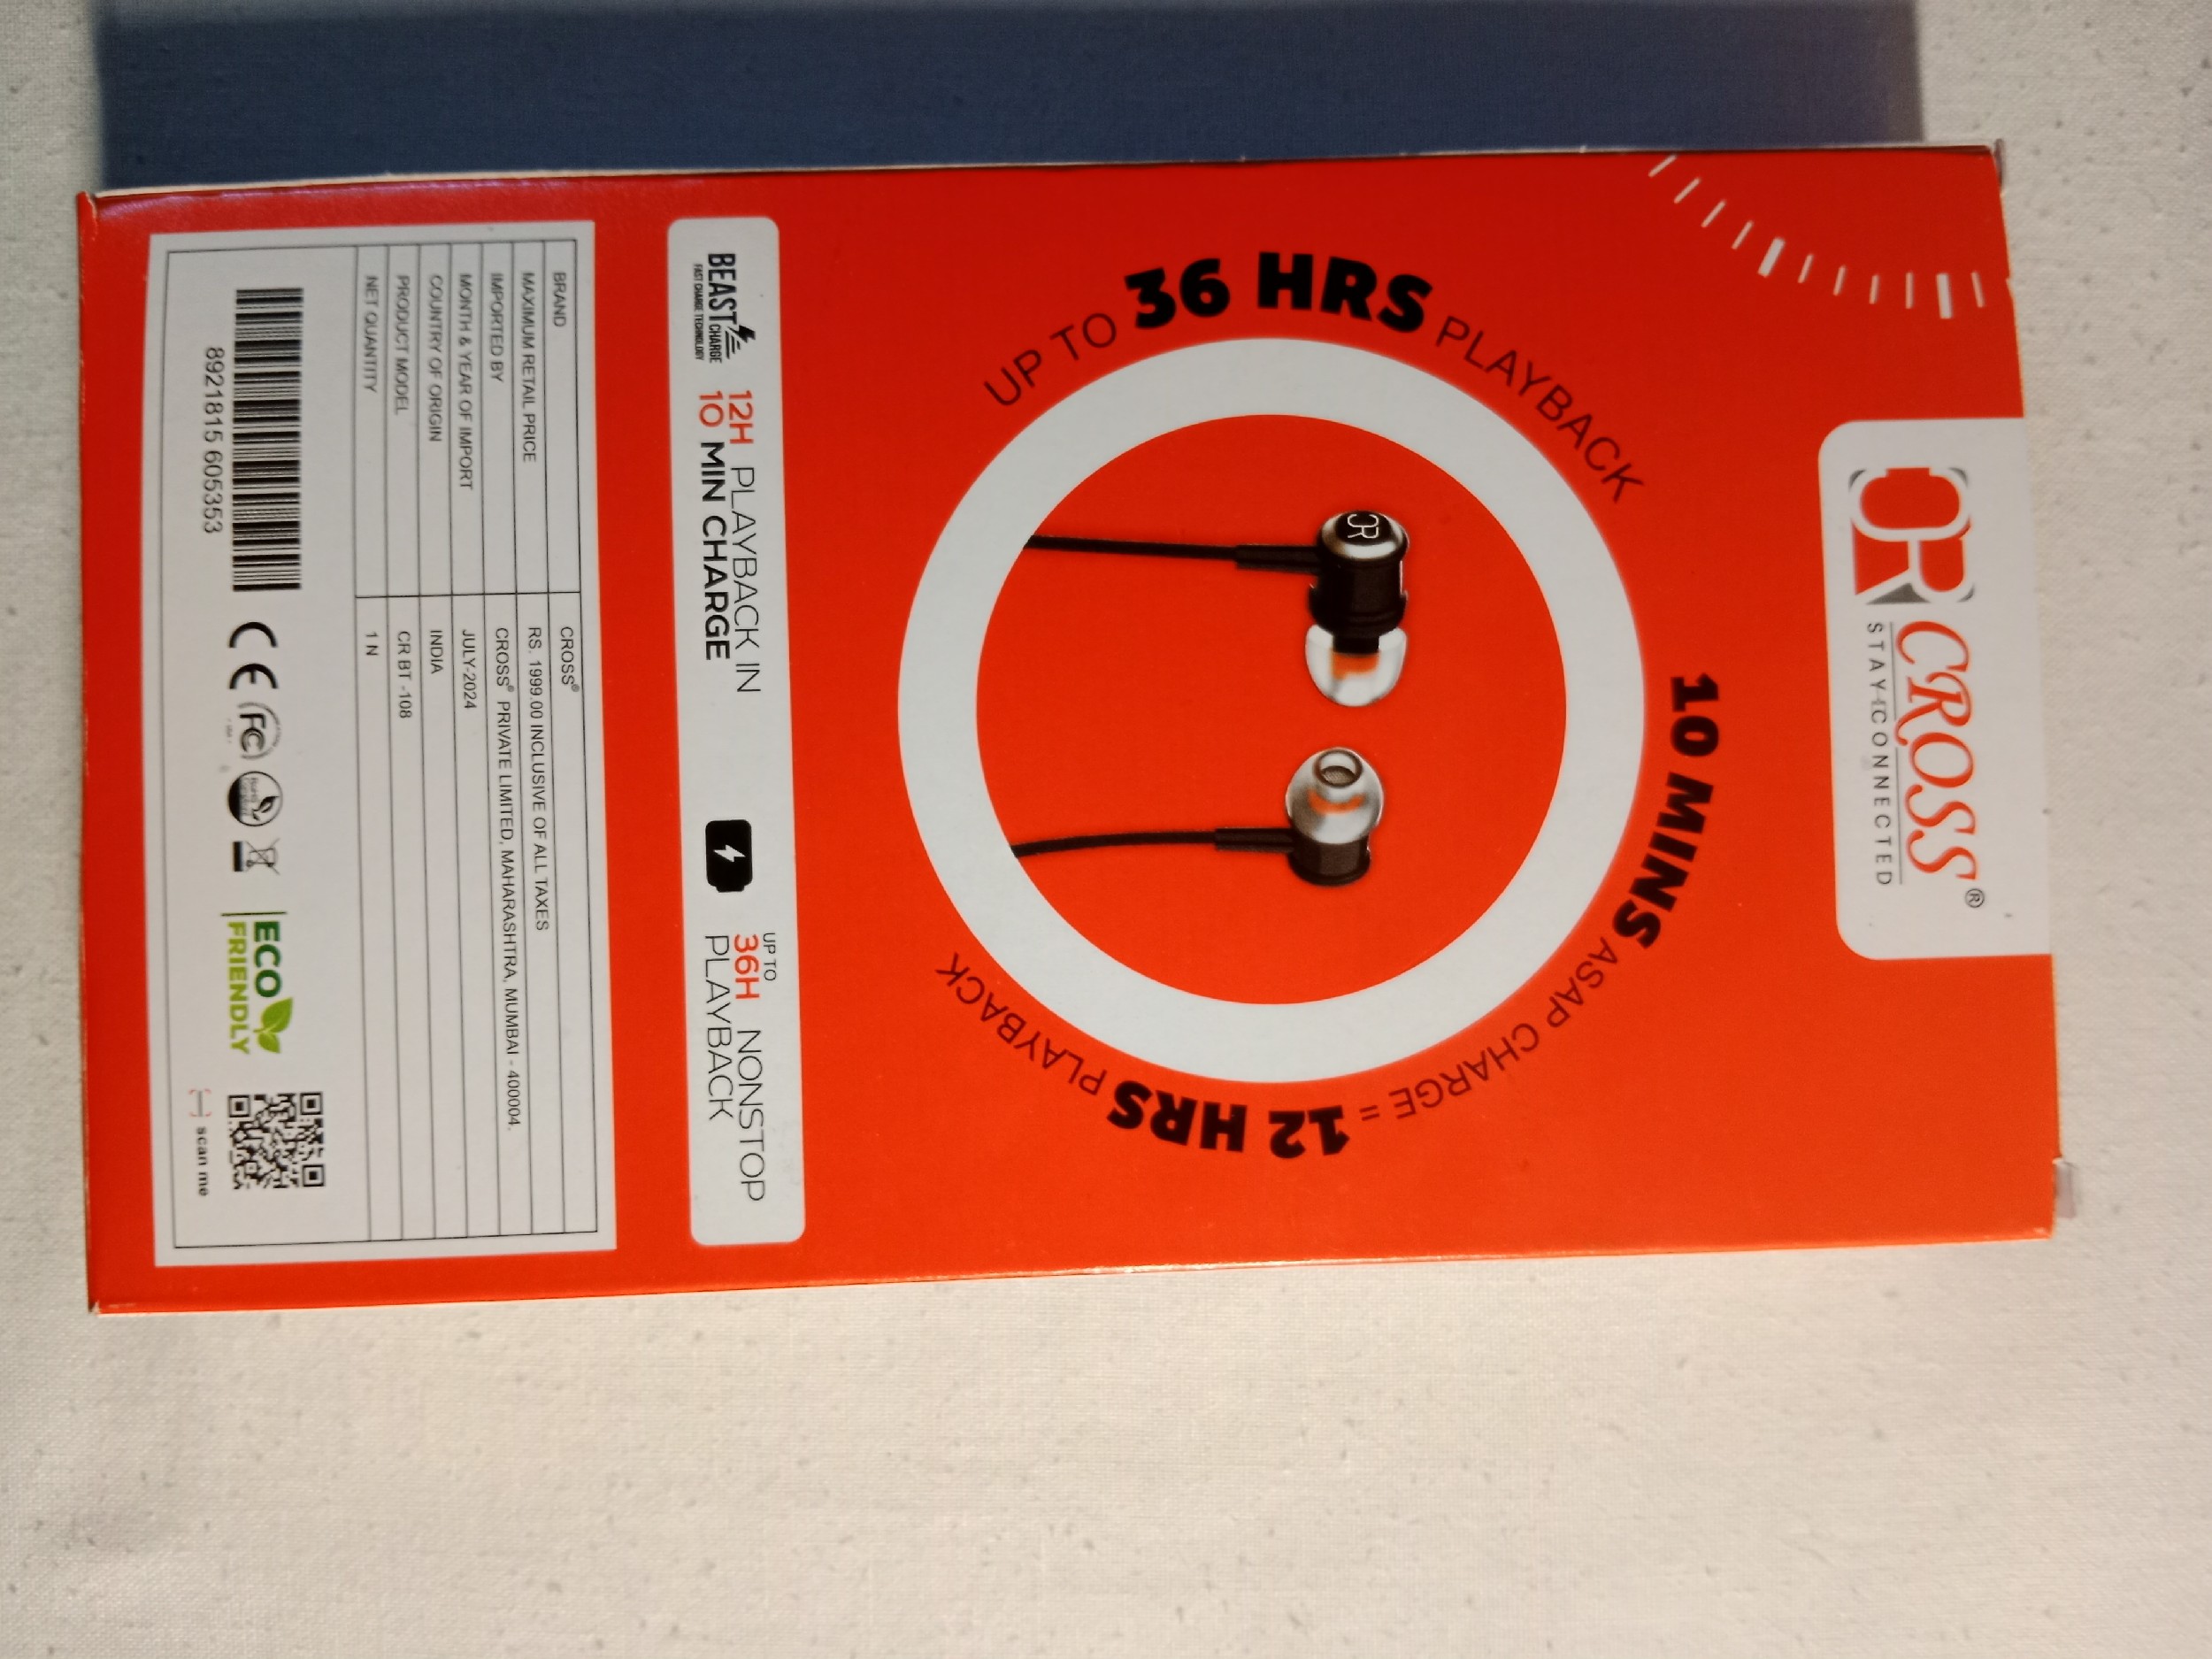 CR CROSS®
STAY CONNECTED
UP TO 36 HRS PLAYBACK
10 MINS ASAP CHARGE = 12 HRS PLAYBACK
CR
BEAST CHARGE
FAST CHARGE TECHNOLOGY
12H PLAYBACK IN
10 MIN CHARGE
UP TO
36H NONSTOP
PLAYBACK
BRAND CROSS®
MAXIMUM RETAIL PRICE RS. 1999.00 INCLUSIVE OF ALL TAXES
IMPORTED BY CROSS® PRIVATE LIMITED, MAHARASHTRA, MUMBAI - 400004.
MONTH & YEAR OF IMPORT JULY-2024
COUNTRY OF ORIGIN INDIA
PRODUCT MODEL CR BT -108
NET QUANTITY 1 N
8921815 605353
CE
FC
ECO
FRIENDLY
scan me